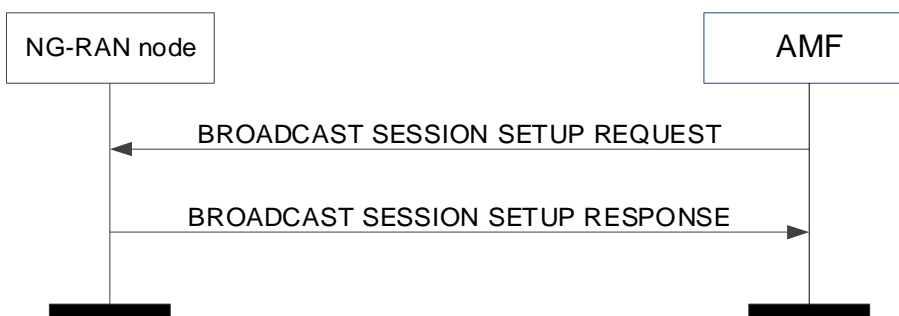 NG-RAN node
AMF
BROADCAST SESSION SETUP REQUEST
BROADCAST SESSION SETUP RESPONSE